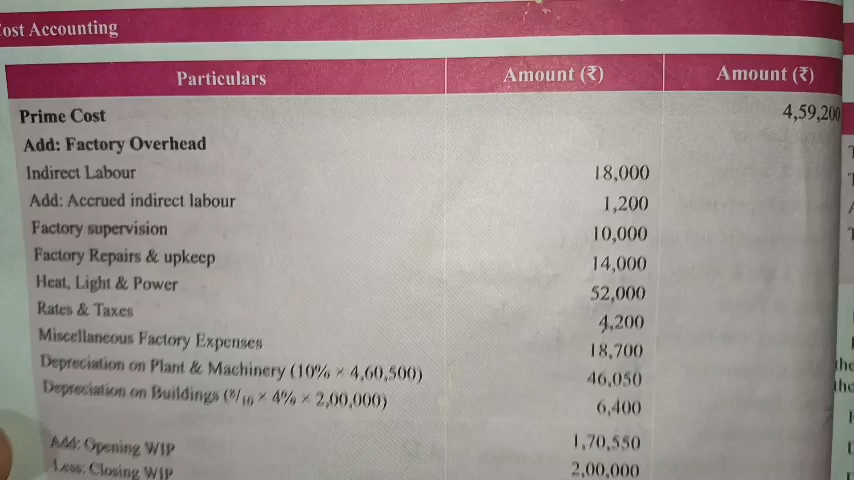 Cost Accounting
Particulars Amount (₹) Amount (₹)
Prime Cost 4,59,200
Add: Factory Overhead
Indirect Labour 18,000
Add: Accrued indirect labour 1,200
Factory supervision 10,000
Factory Repairs & upkeep 14,000
Heat, Light & Power 52,000
Rates & Taxes 4,200
Miscellaneous Factory Expenses 18,700
Depreciation on Plant & Machinery (10% × 4,60,500) 46,050
Depreciation on Buildings (8/10 × 4% × 2,00,000) 6,400
1,70,550
Add: Opening WIP 2,00,000
Less: Closing WIP